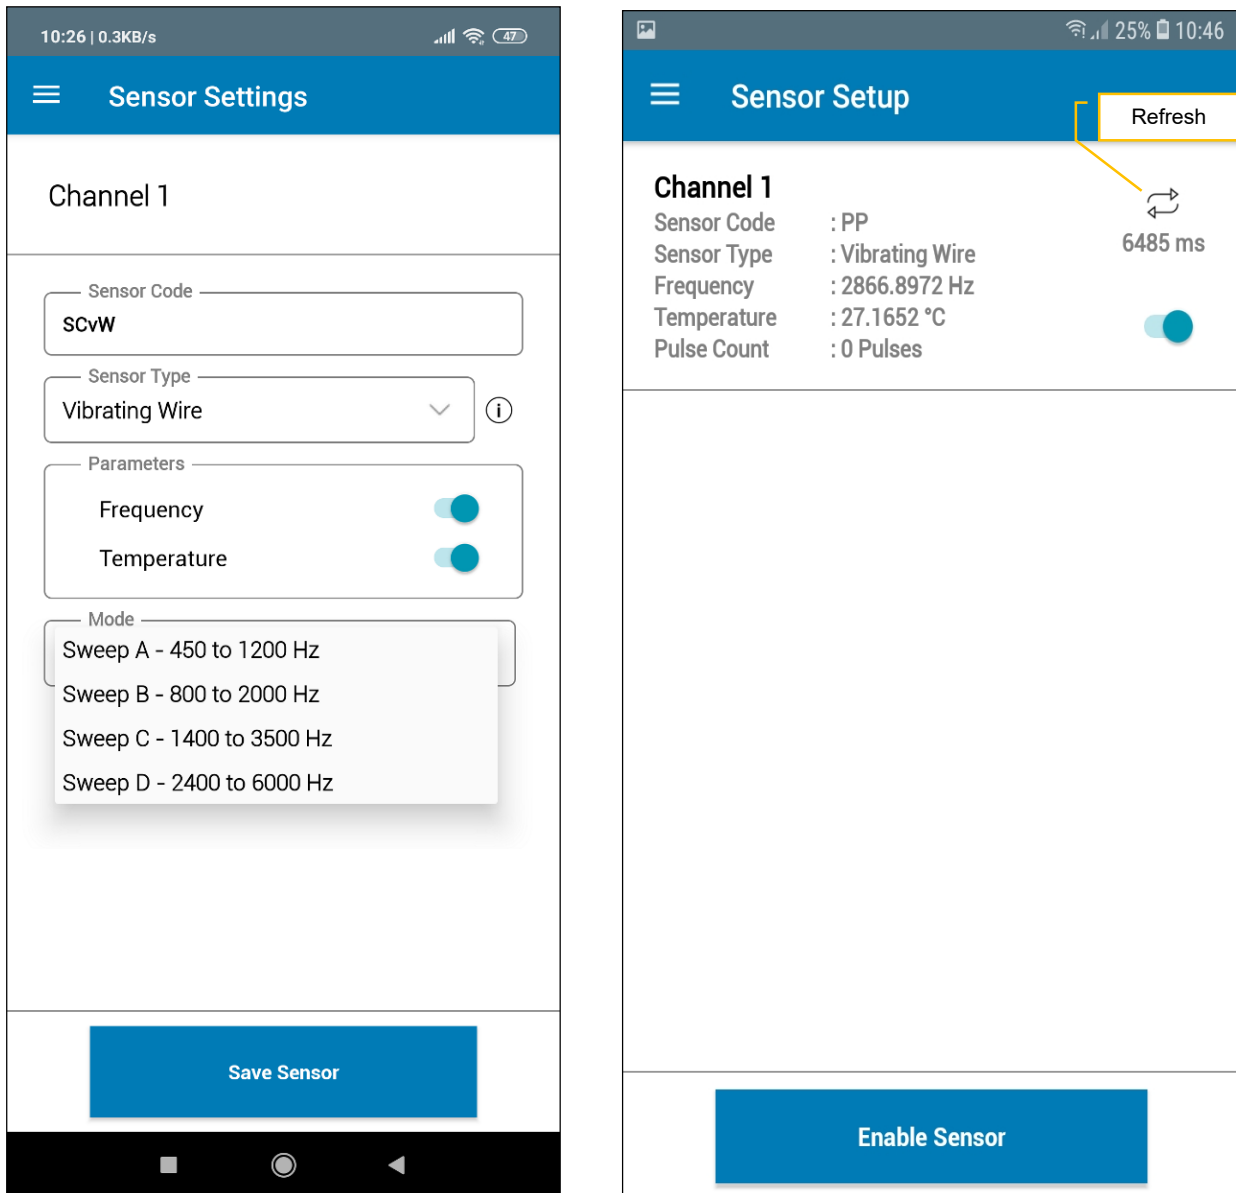 10:26 | 0.3KB/s
47
Sensor Settings
Channel 1
Sensor Code
SCvW
Sensor Type
Vibrating Wire
i
Parameters
Frequency
Temperature
Mode
Sweep A - 450 to 1200 Hz
Sweep B - 800 to 2000 Hz
Sweep C - 1400 to 3500 Hz
Sweep D - 2400 to 6000 Hz
Save Sensor
25% 10:46
Sensor Setup
Refresh
Channel 1
Sensor Code : PP
Sensor Type : Vibrating Wire
Frequency : 2866.8972 Hz
Temperature : 27.1652 °C
Pulse Count : 0 Pulses
6485 ms
Enable Sensor